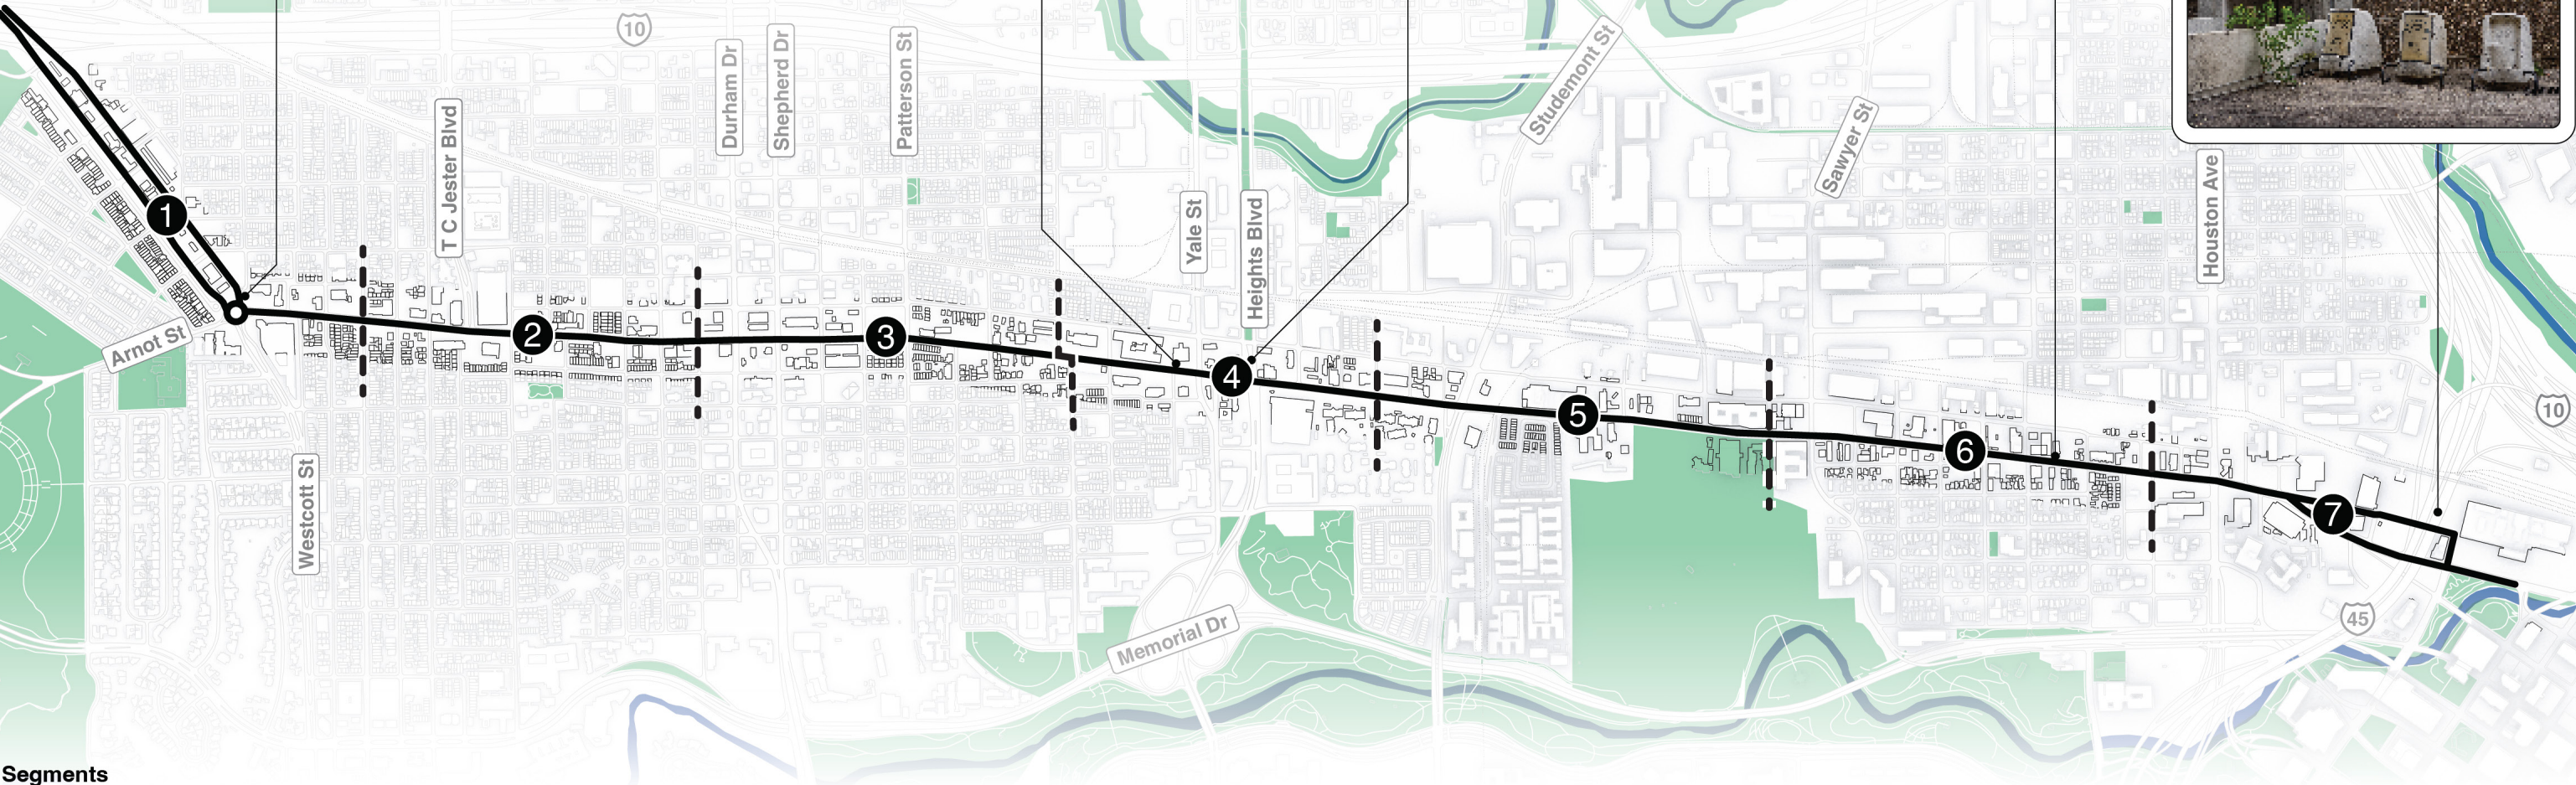 10
Durham Dr
Shepherd Dr
Patterson St
Studemont St
T C Jester Blvd
Sawyer St
Houston Ave
Yale St
Heights Blvd
1
2
3
4
5
6
7
Arnot St
Westcott St
10
Memorial Dr
45
Segments